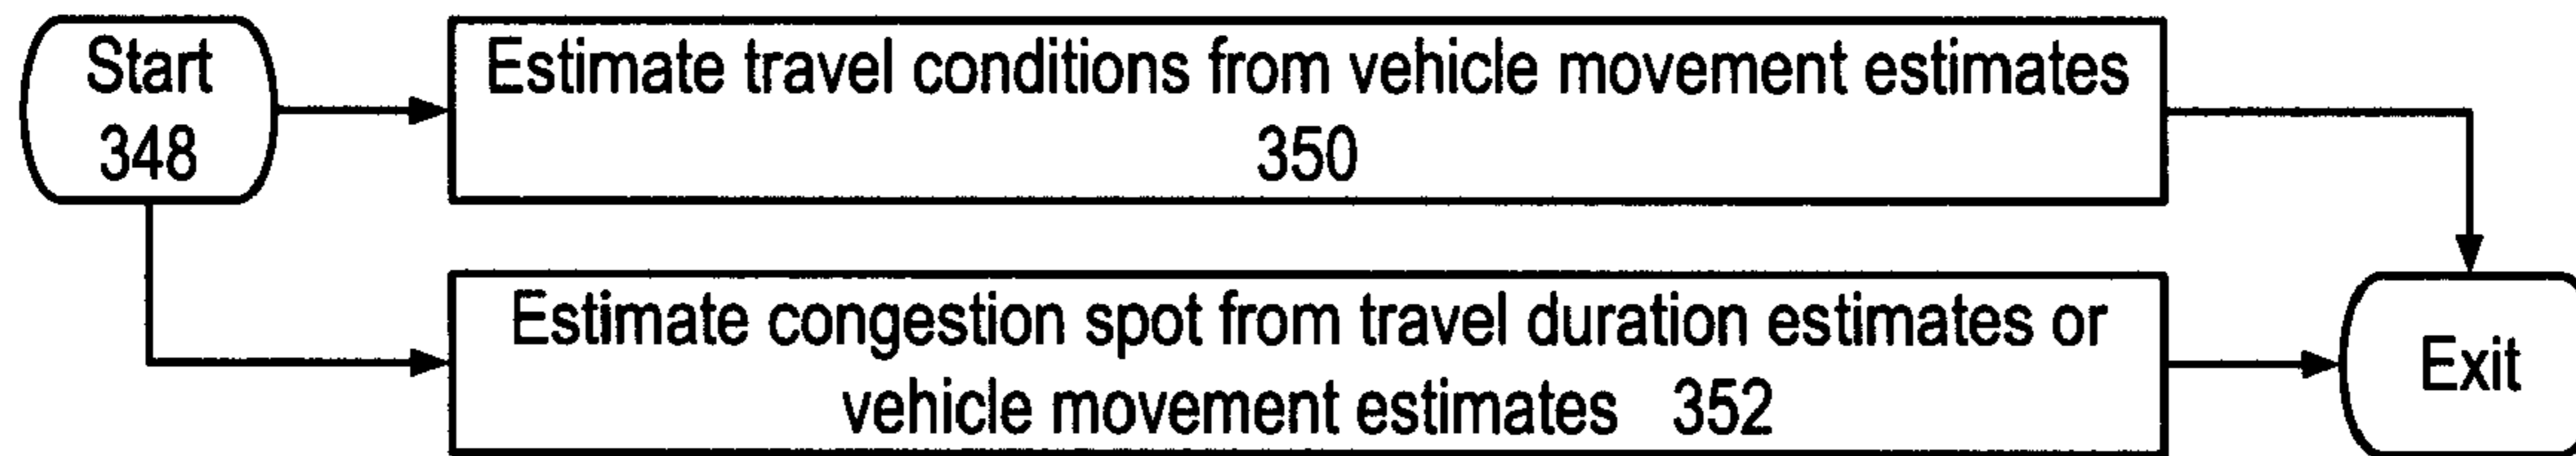 Start
348
Estimate travel conditions from vehicle movement estimates
350
Estimate congestion spot from travel duration estimates or
vehicle movement estimates 352
Exit